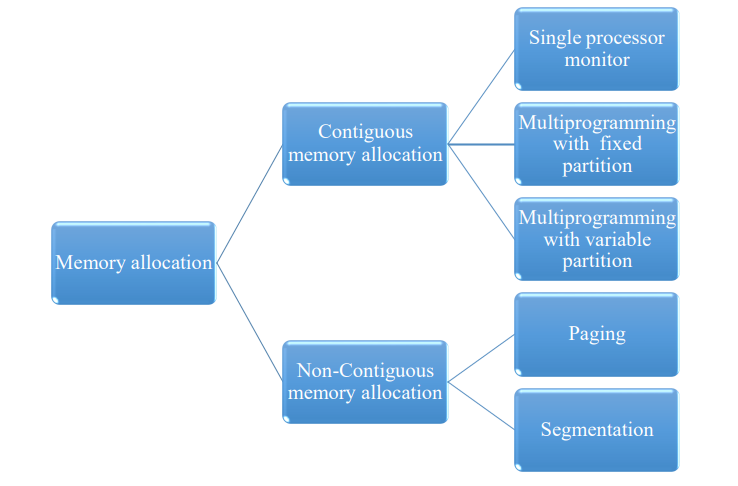 Single processor
monitor
Contiguous
memory allocation
Multiprogramming
with fixed
partition
Multiprogramming
with variable
partition
Memory allocation
Paging
Non-Contiguous
memory allocation
Segmentation